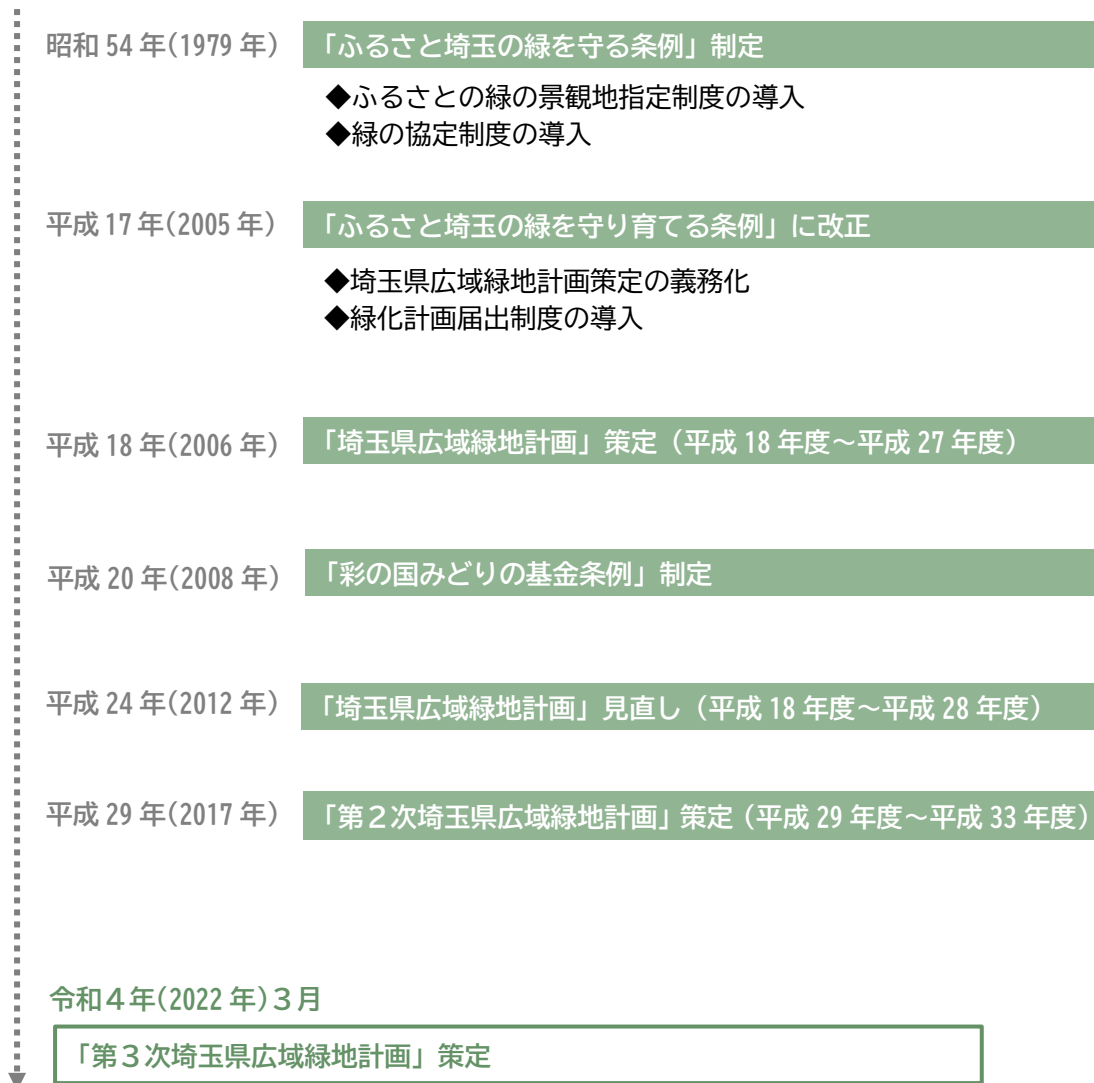 昭和 54 年(1979 年) 「ふるさと埼玉の緑を守る条例」制定
◆ふるさとの緑の景観地指定制度の導入
◆緑の協定制度の導入
平成 17 年(2005 年) 「ふるさと埼玉の緑を守り育てる条例」に改正
◆埼玉県広域緑地計画策定の義務化
◆緑化計画届出制度の導入
平成 18 年(2006 年) 「埼玉県広域緑地計画」策定（平成 18 年度～平成 27 年度）
平成 20 年(2008 年) 「彩の国みどりの基金条例」制定
平成 24 年(2012 年) 「埼玉県広域緑地計画」見直し（平成 18 年度～平成 28 年度）
平成 29 年(2017 年) 「第２次埼玉県広域緑地計画」策定（平成 29 年度～平成 33 年度）
令和４年(2022 年)３月
「第３次埼玉県広域緑地計画」策定